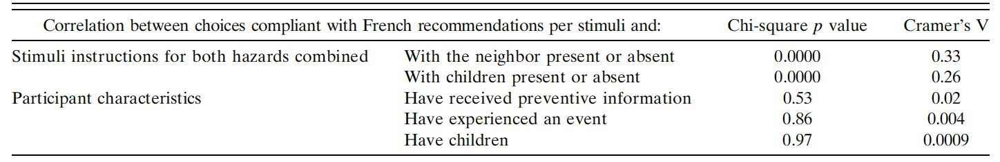 Correlation between choices compliant with French recommendations per stimuli and: Chi-square p value Cramer's V
Stimuli instructions for both hazards combined With the neighbor present or absent 0.0000 0.33
With children present or absent 0.0000 0.26
Participant characteristics Have received preventive information 0.53 0.02
Have experienced an event 0.86 0.004
Have children 0.97 0.0009